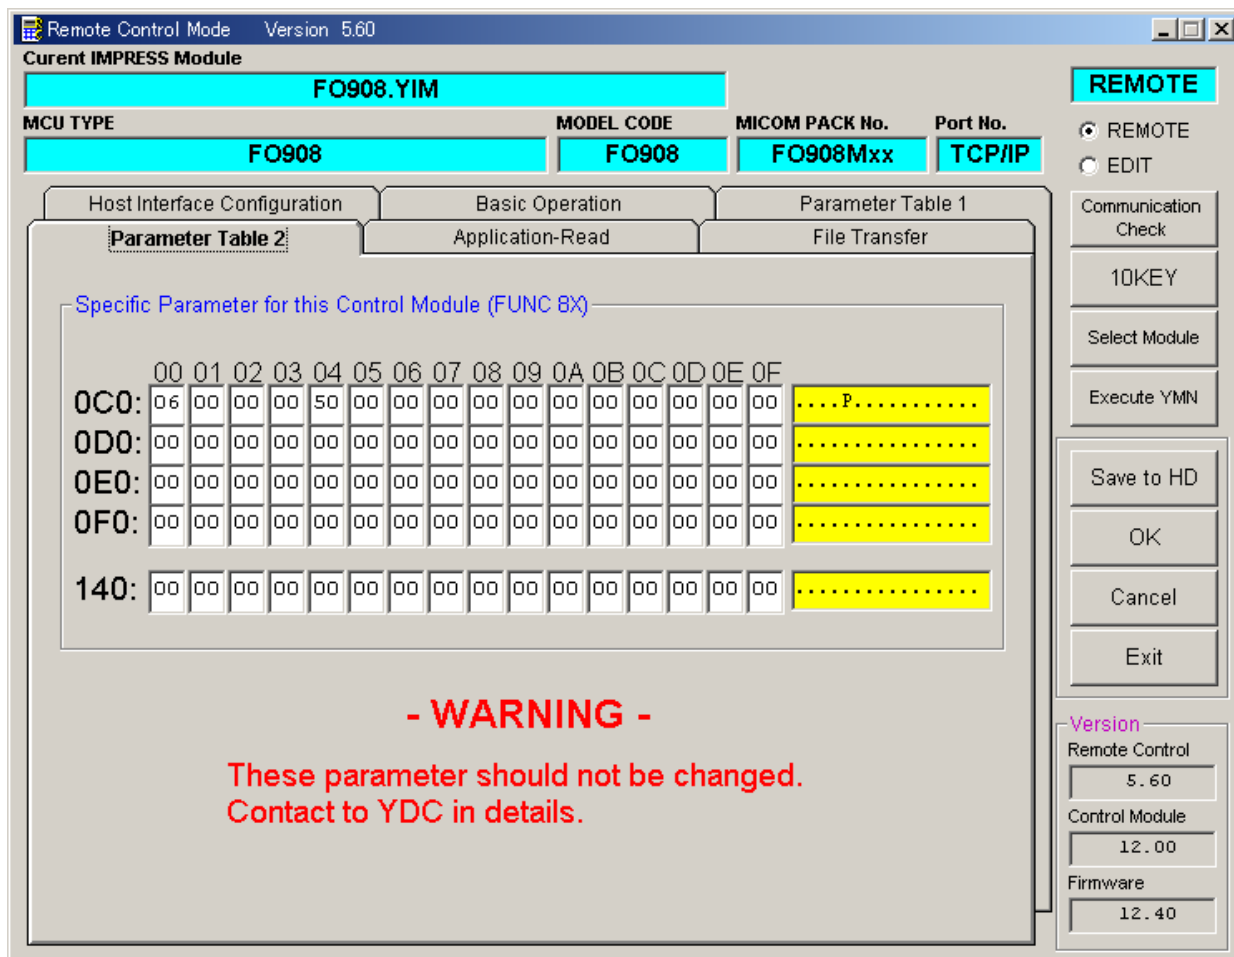 Remote Control Mode Version 5.60
Curent IMPRESS Module
FO908.YIM
REMOTE
MCU TYPE
MODEL CODE
MICOM PACK No.
Port No.
FO908
FO908
FO908Mxx
TCP/IP
REMOTE
EDIT
Host Interface Configuration
Basic Operation
Parameter Table 1
Parameter Table 2
Application-Read
File Transfer
Communication
Check
10KEY
Select Module
Execute YMN
Specific Parameter for this Control Module (FUNC 8X)
00 01 02 03 04 05 06 07 08 09 0A 0B 0C 0D 0E 0F
0C0: 06 00 00 00 50 00 00 00 00 00 00 00 00 00 00 00 ....P...........
0D0: 00 00 00 00 00 00 00 00 00 00 00 00 00 00 00 00 ................
0E0: 00 00 00 00 00 00 00 00 00 00 00 00 00 00 00 00 ................
0F0: 00 00 00 00 00 00 00 00 00 00 00 00 00 00 00 00 ................
140: 00 00 00 00 00 00 00 00 00 00 00 00 00 00 00 00 ................
Save to HD
OK
Cancel
Exit
- WARNING -
These parameter should not be changed.
Contact to YDC in details.
Version
Remote Control
5.60
Control Module
12.00
Firmware
12.40